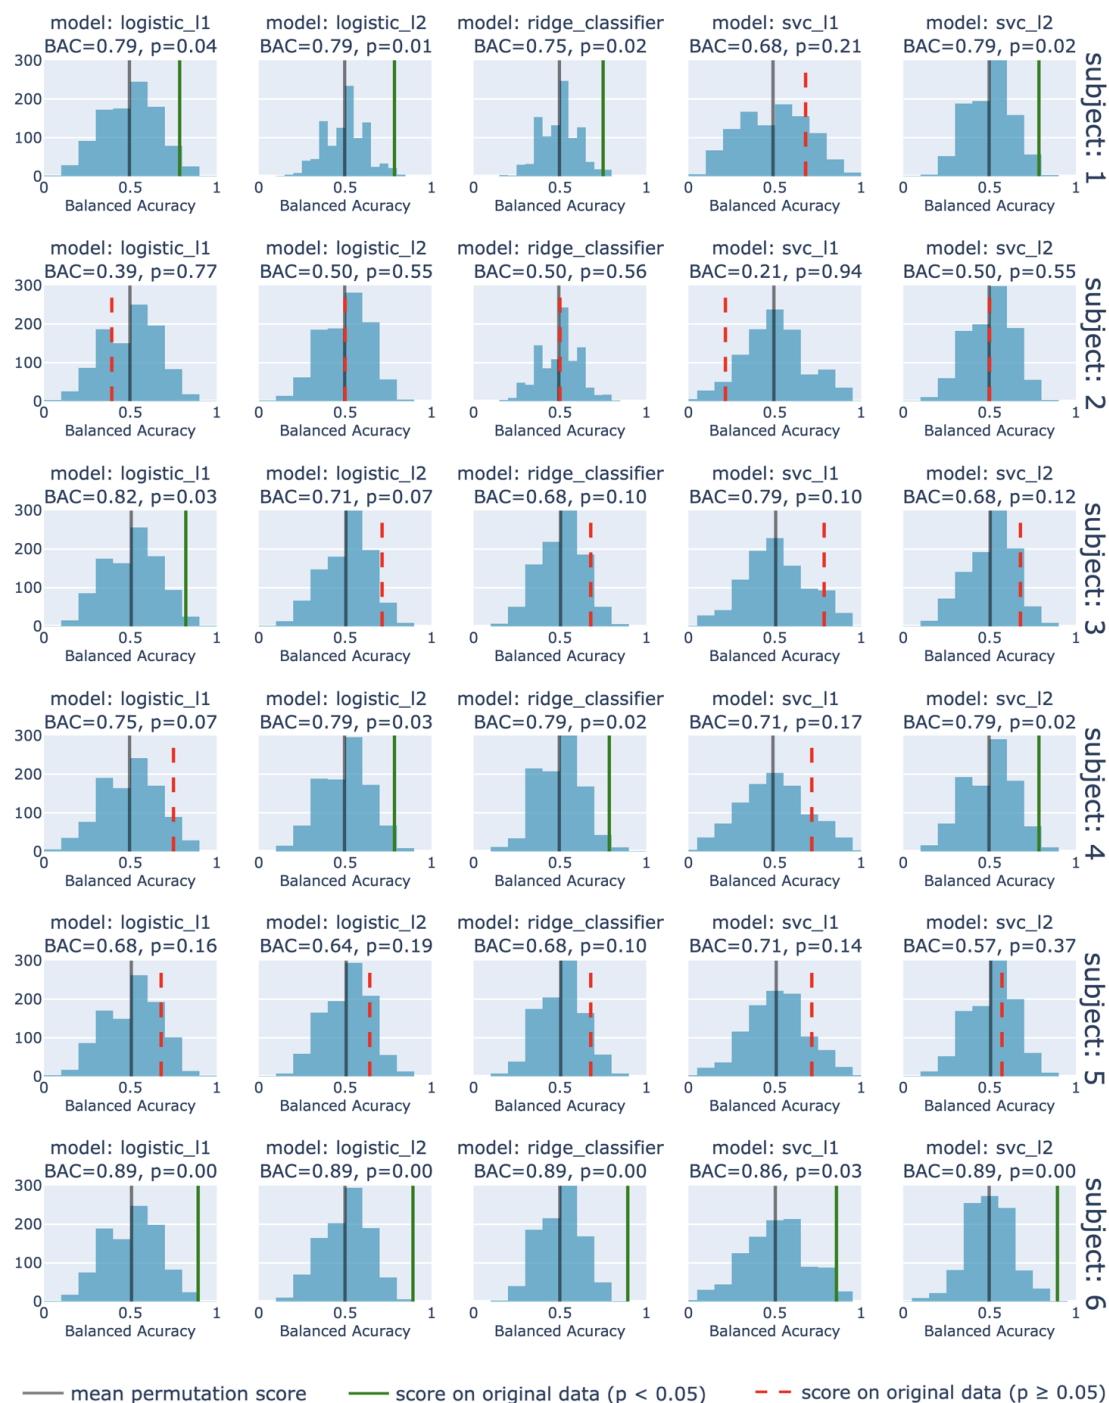 model: logistic_l1 model: logistic_l2 model: ridge_classifier model: svc_l1 model: svc_l2
BAC=0.79, p=0.04 BAC=0.79, p=0.01 BAC=0.75, p=0.02 BAC=0.68, p=0.21 BAC=0.79, p=0.02
300
200
100
0
0 0.5 1 0 0.5 1 0 0.5 1 0 0.5 1 0 0.5 1
Balanced Acuracy Balanced Acuracy Balanced Acuracy Balanced Acuracy Balanced Acuracy
subject: 1
model: logistic_l1 model: logistic_l2 model: ridge_classifier model: svc_l1 model: svc_l2
BAC=0.39, p=0.77 BAC=0.50, p=0.55 BAC=0.50, p=0.56 BAC=0.21, p=0.94 BAC=0.50, p=0.55
300
200
100
0
0 0.5 1 0 0.5 1 0 0.5 1 0 0.5 1 0 0.5 1
Balanced Acuracy Balanced Acuracy Balanced Acuracy Balanced Acuracy Balanced Acuracy
subject: 2
model: logistic_l1 model: logistic_l2 model: ridge_classifier model: svc_l1 model: svc_l2
BAC=0.82, p=0.03 BAC=0.71, p=0.07 BAC=0.68, p=0.10 BAC=0.79, p=0.10 BAC=0.68, p=0.12
300
200
100
0
0 0.5 1 0 0.5 1 0 0.5 1 0 0.5 1 0 0.5 1
Balanced Acuracy Balanced Acuracy Balanced Acuracy Balanced Acuracy Balanced Acuracy
subject: 3
model: logistic_l1 model: logistic_l2 model: ridge_classifier model: svc_l1 model: svc_l2
BAC=0.75, p=0.07 BAC=0.79, p=0.03 BAC=0.79, p=0.02 BAC=0.71, p=0.17 BAC=0.79, p=0.02
300
200
100
0
0 0.5 1 0 0.5 1 0 0.5 1 0 0.5 1 0 0.5 1
Balanced Acuracy Balanced Acuracy Balanced Acuracy Balanced Acuracy Balanced Acuracy
subject: 4
model: logistic_l1 model: logistic_l2 model: ridge_classifier model: svc_l1 model: svc_l2
BAC=0.68, p=0.16 BAC=0.64, p=0.19 BAC=0.68, p=0.10 BAC=0.71, p=0.14 BAC=0.57, p=0.37
300
200
100
0
0 0.5 1 0 0.5 1 0 0.5 1 0 0.5 1 0 0.5 1
Balanced Acuracy Balanced Acuracy Balanced Acuracy Balanced Acuracy Balanced Acuracy
subject: 5
model: logistic_l1 model: logistic_l2 model: ridge_classifier model: svc_l1 model: svc_l2
BAC=0.89, p=0.00 BAC=0.89, p=0.00 BAC=0.89, p=0.00 BAC=0.86, p=0.03 BAC=0.89, p=0.00
300
200
100
0
0 0.5 1 0 0.5 1 0 0.5 1 0 0.5 1 0 0.5 1
Balanced Acuracy Balanced Acuracy Balanced Acuracy Balanced Acuracy Balanced Acuracy
subject: 6
mean permutation score score on original data (p < 0.05) score on original data (p ≥ 0.05)